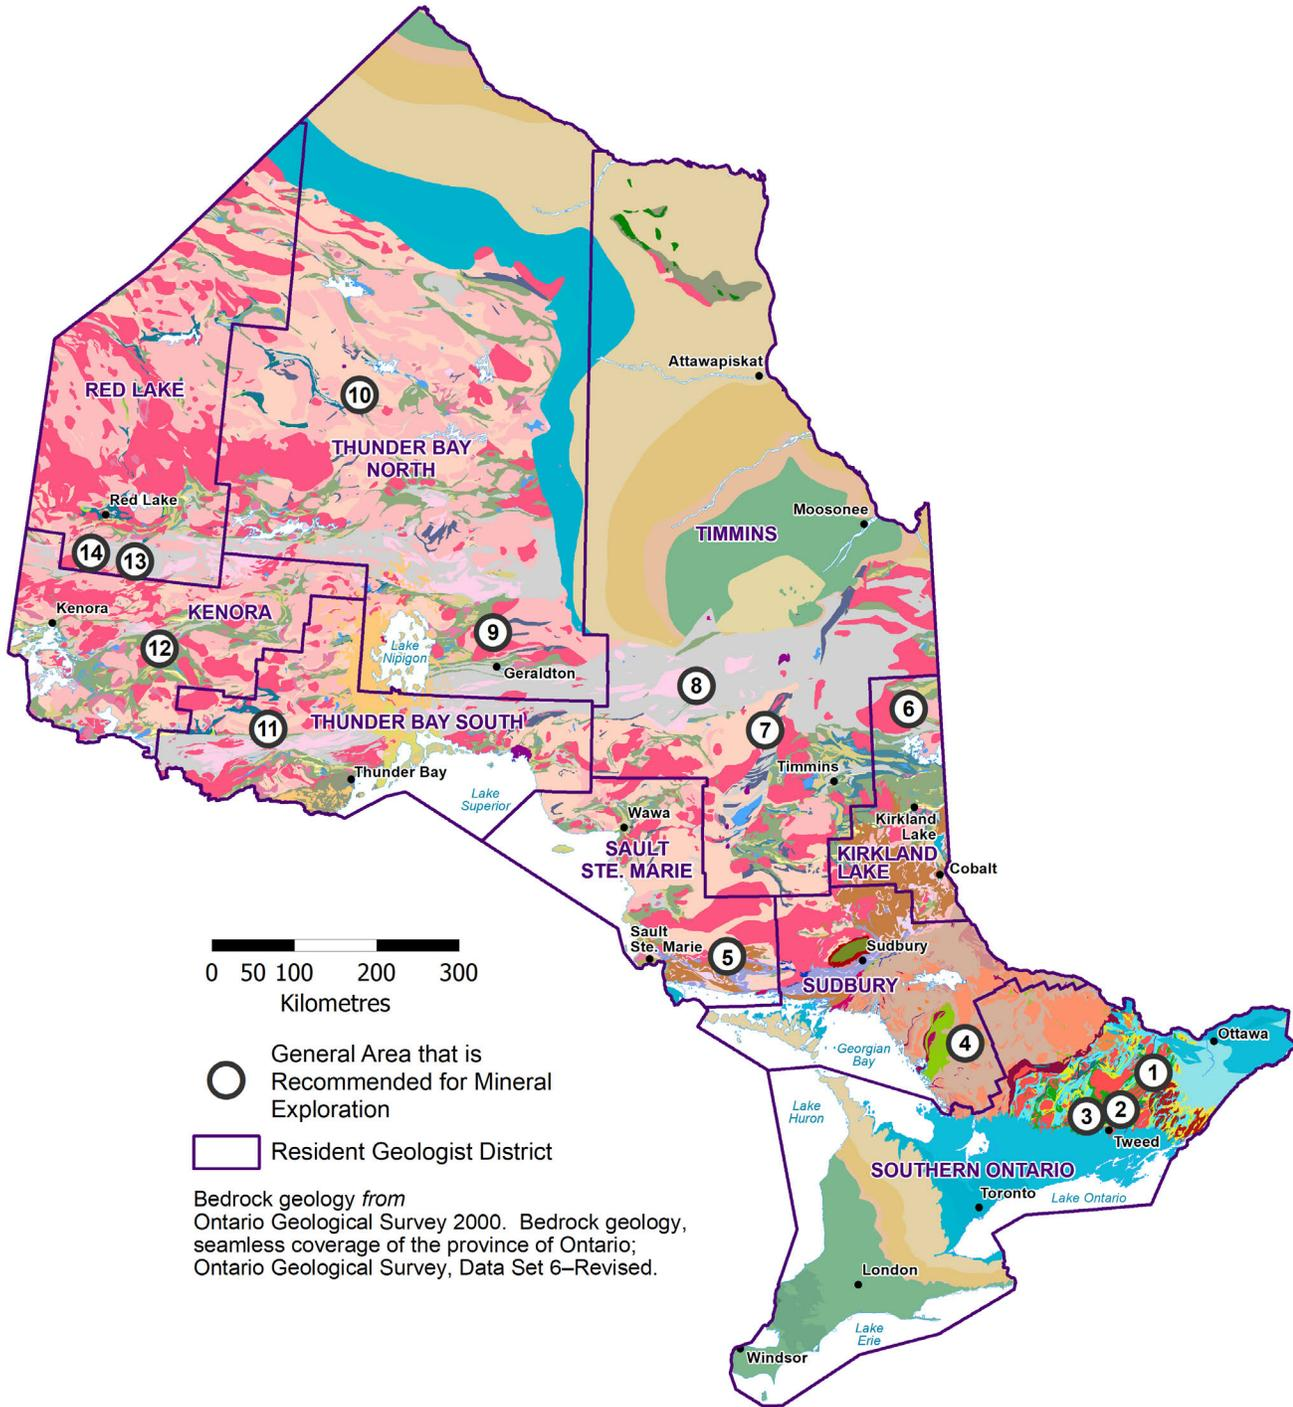 Attawapiskat
RED LAKE
10
THUNDER BAY
NORTH
Red Lake
Moosonee
TIMMINS
14
13
Kenora
KENORA
12
9
Lake
Nipigon
Geraldton
8
6
11
THUNDER BAY SOUTH
7
Timmins
Thunder Bay
Lake
Superior
Wawa
Kirkland
Lake
SAULT
STE. MARIE
KIRKLAND
LAKE
Cobalt
Sault
Ste. Marie
5
Sudbury
SUDBURY
0 50 100 200 300
Kilometres
4
Georgian
Bay
Ottawa
1
General Area that is
Recommended for Mineral
Exploration
Lake
Huron
3
2
Tweed
Resident Geologist District
SOUTHERN ONTARIO
Toronto
Lake Ontario
Bedrock geology from
Ontario Geological Survey 2000. Bedrock geology,
seamless coverage of the province of Ontario;
Ontario Geological Survey, Data Set 6–Revised.
London
Lake
Erie
Windsor